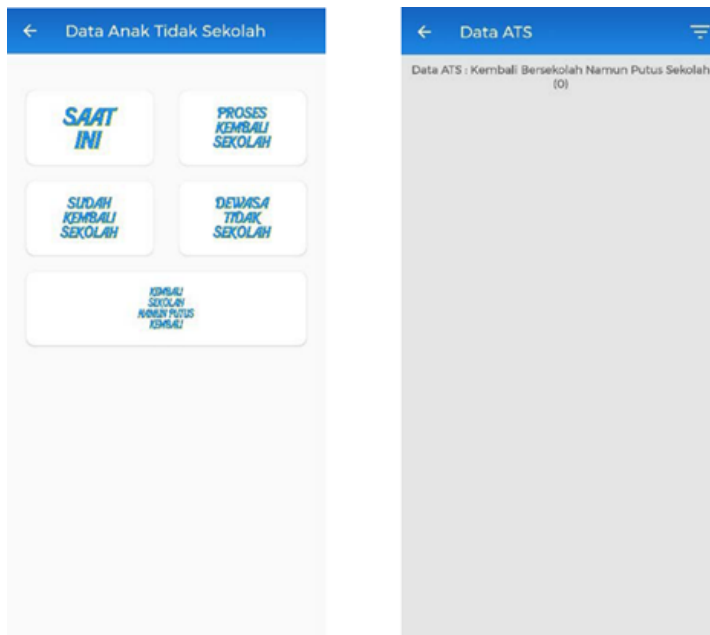 Data Anak Tidak Sekolah
SAAT
INI
PROSES
KEMBALI
SEKOLAH
SUDAH
KEMBALI
SEKOLAH
DEWASA
TIDAK
SEKOLAH
KEMBALI
SEKOLAH
NAMUN PUTUS
KEMBALI
Data ATS
Data ATS : Kembali Bersekolah Namun Putus Sekolah
(0)